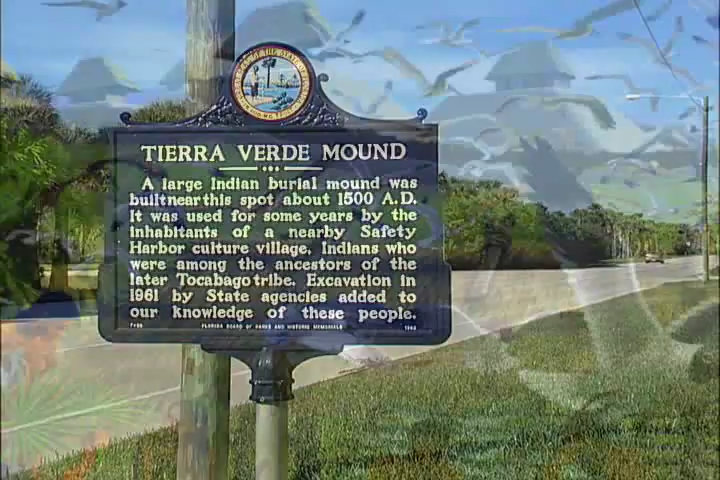 TIERRA VERDE MOUND
A large Indian burial mound was
built near this spot about 1500 A.D.
It was used for some years by the
inhabitants of a nearby Safety
Harbor culture village, Indians who
were among the ancestors of the
later Tocabago tribe. Excavation in
1961 by State agencies added to
our knowledge of these people.
FLORIDA BOARD OF PARKS AND HISTORIC MEMORIALS